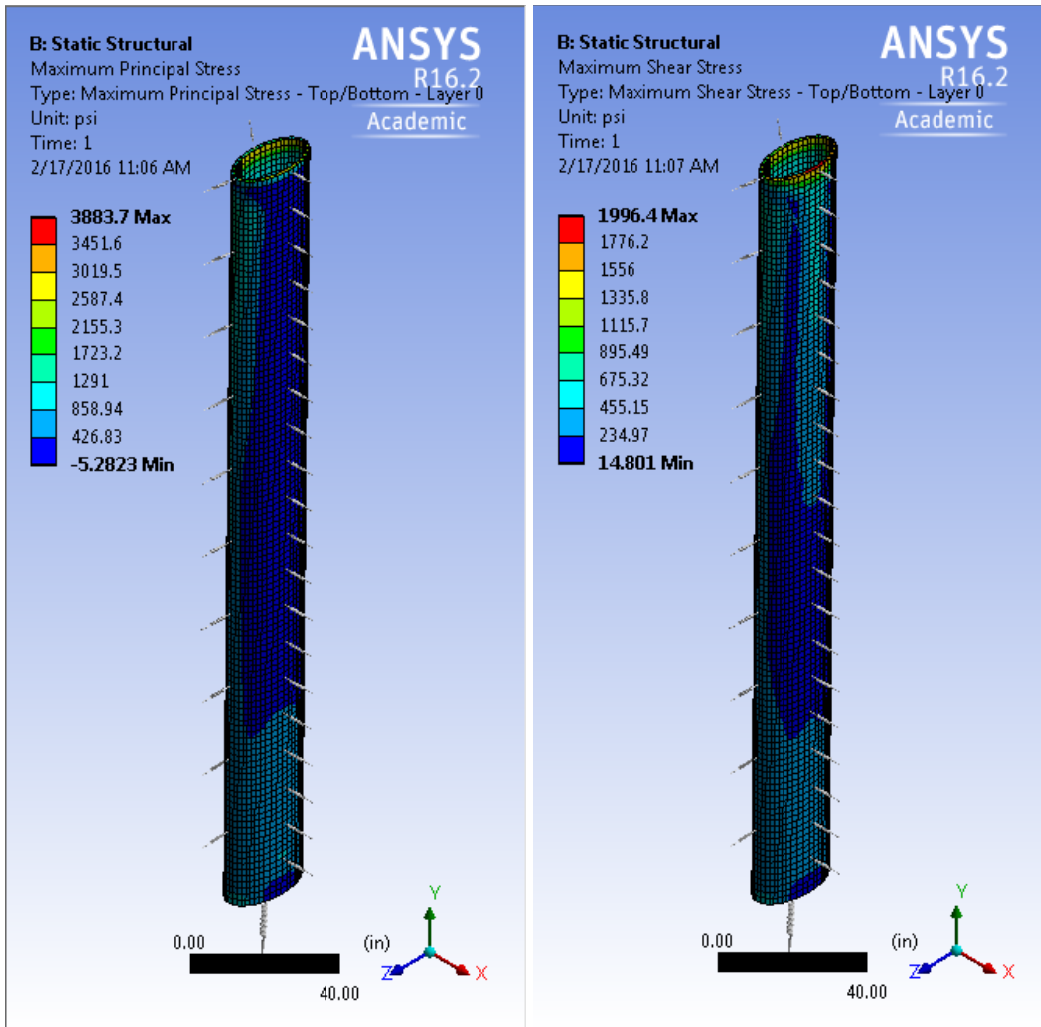 B: Static Structural
Maximum Principal Stress
Type: Maximum Principal Stress - Top/Bottom - Layer 0
Unit: psi
Time: 1
2/17/2016 11:06 AM
ANSYS
R16.2
Academic
3883.7 Max
3451.6
3019.5
2587.4
2155.3
1723.2
1291
858.94
426.83
-5.2823 Min
0.00
(in)
40.00
Y
Z
X
B: Static Structural
Maximum Shear Stress
Type: Maximum Shear Stress - Top/Bottom - Layer 0
Unit: psi
Time: 1
2/17/2016 11:07 AM
ANSYS
R16.2
Academic
1996.4 Max
1776.2
1556
1335.8
1115.7
895.49
675.32
455.15
234.97
14.801 Min
0.00
(in)
40.00
Y
Z
X